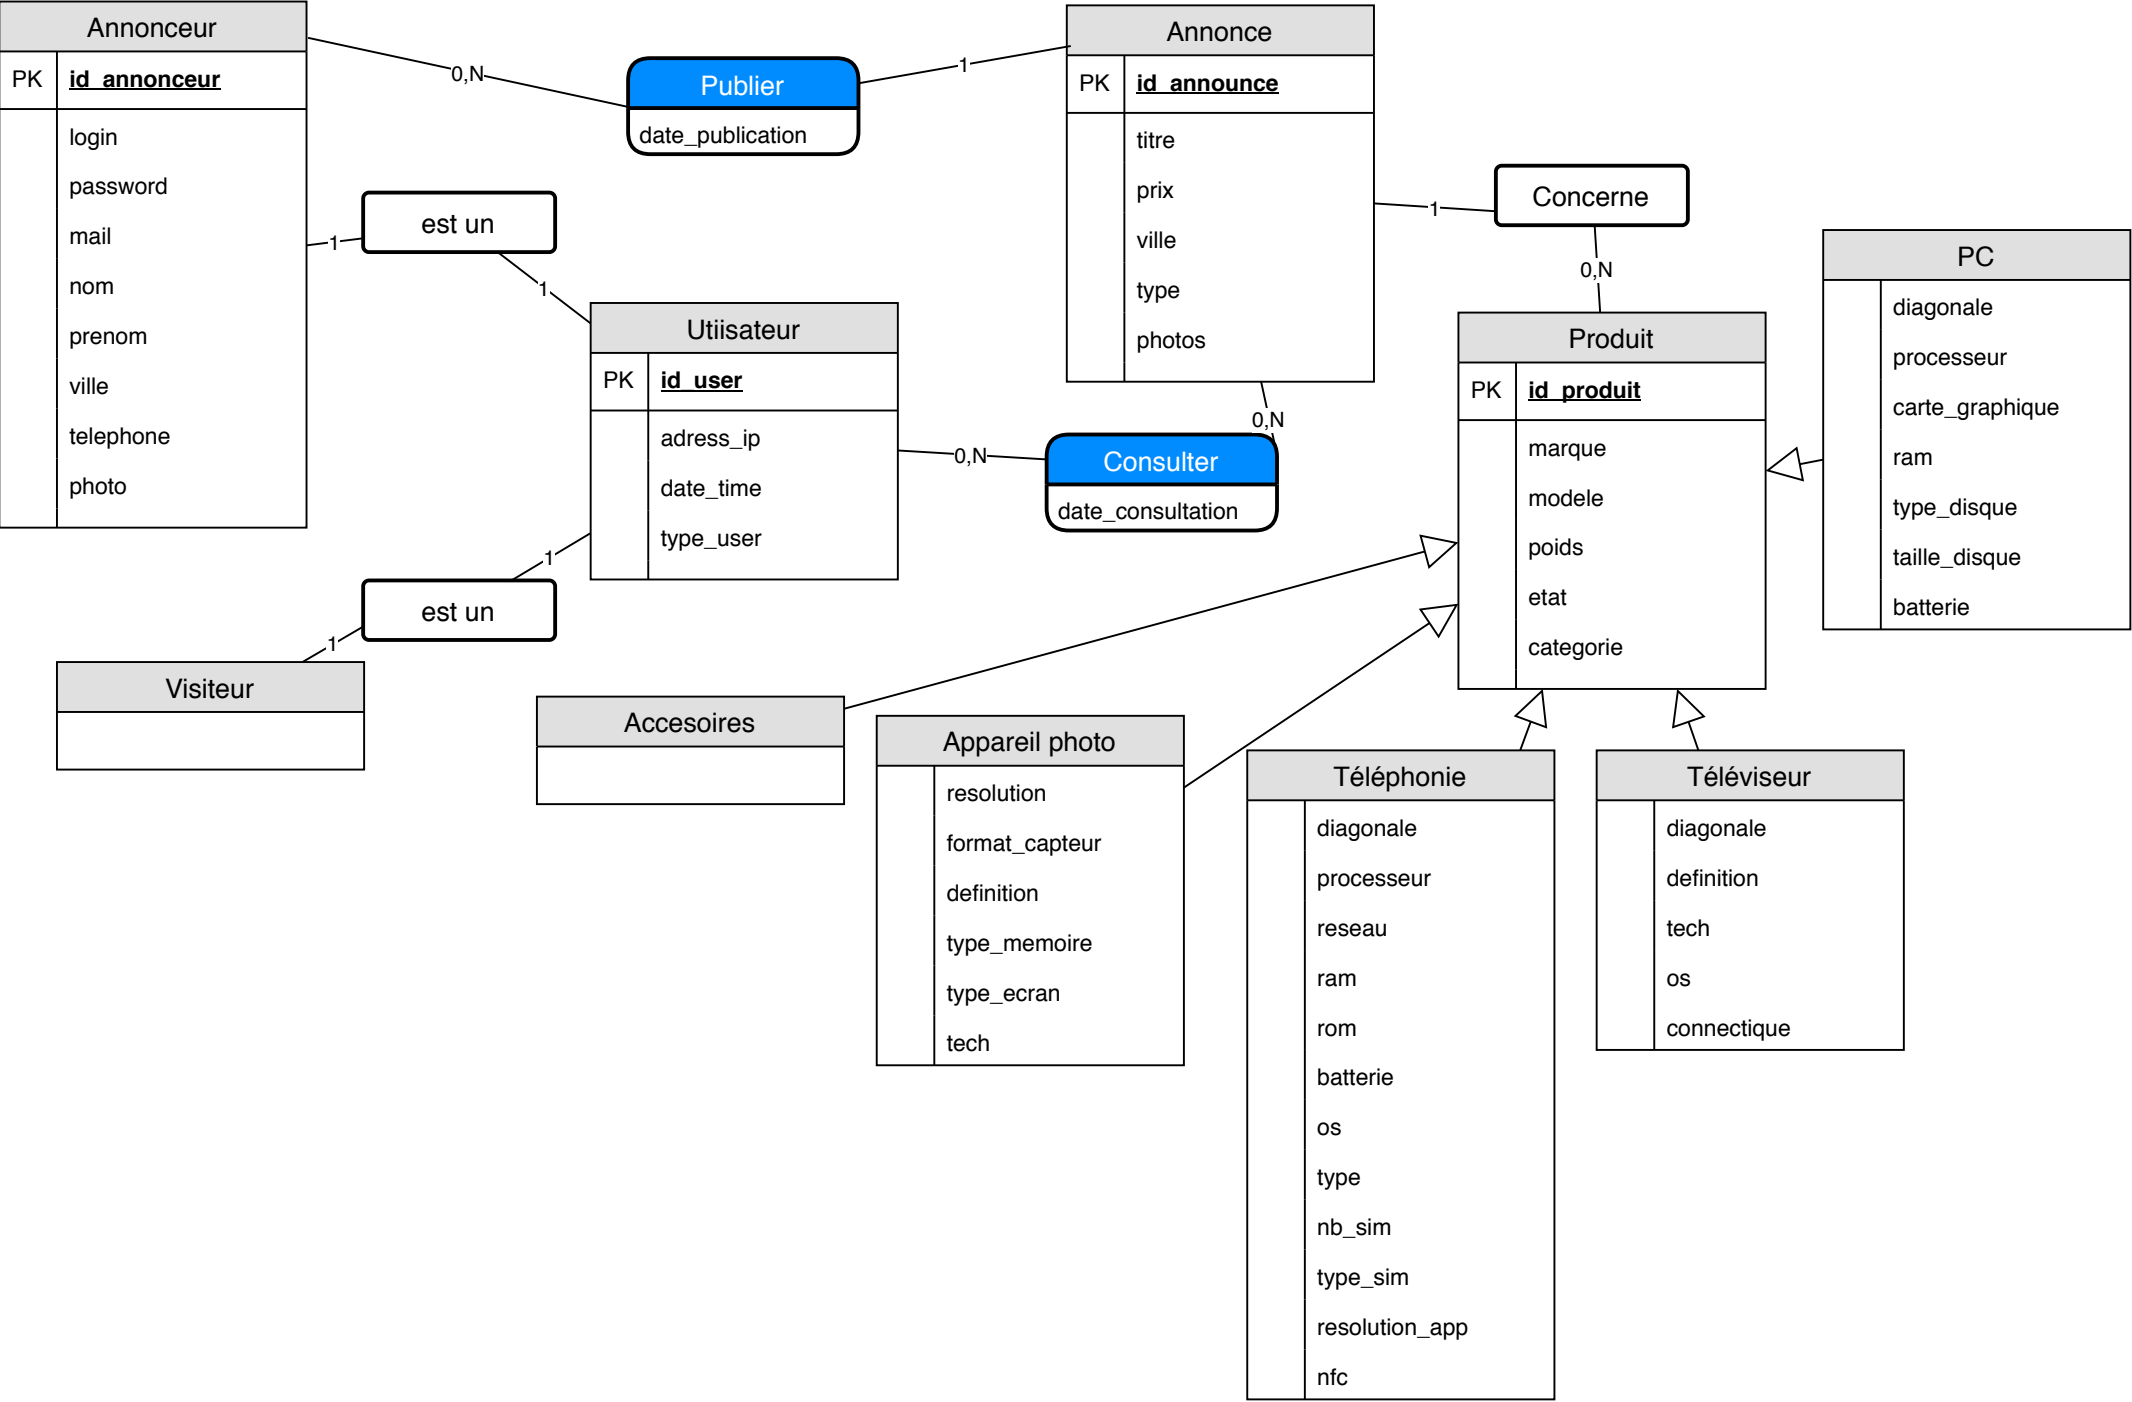 Annonceur
PK id_annonceur
login
password
mail
nom
prenom
ville
telephone
photo
0,N
Publier
date_publication
1
Annonce
PK id_announce
titre
prix
ville
type
photos
1
est un
1
Utiisateur
PK id_user
adress_ip
date_time
type_user
0,N
Consulter
date_consultation
0,N
1
Concerne
0,N
Produit
PK id_produit
marque
modele
poids
etat
categorie
PC
diagonale
processeur
carte_graphique
ram
type_disque
taille_disque
batterie
1
est un
1
Visiteur
Accesoires
Appareil photo
resolution
format_capteur
definition
type_memoire
type_ecran
tech
Téléphonie
diagonale
processeur
reseau
ram
rom
batterie
os
type
nb_sim
type_sim
resolution_app
nfc
Téléviseur
diagonale
definition
tech
os
connectique